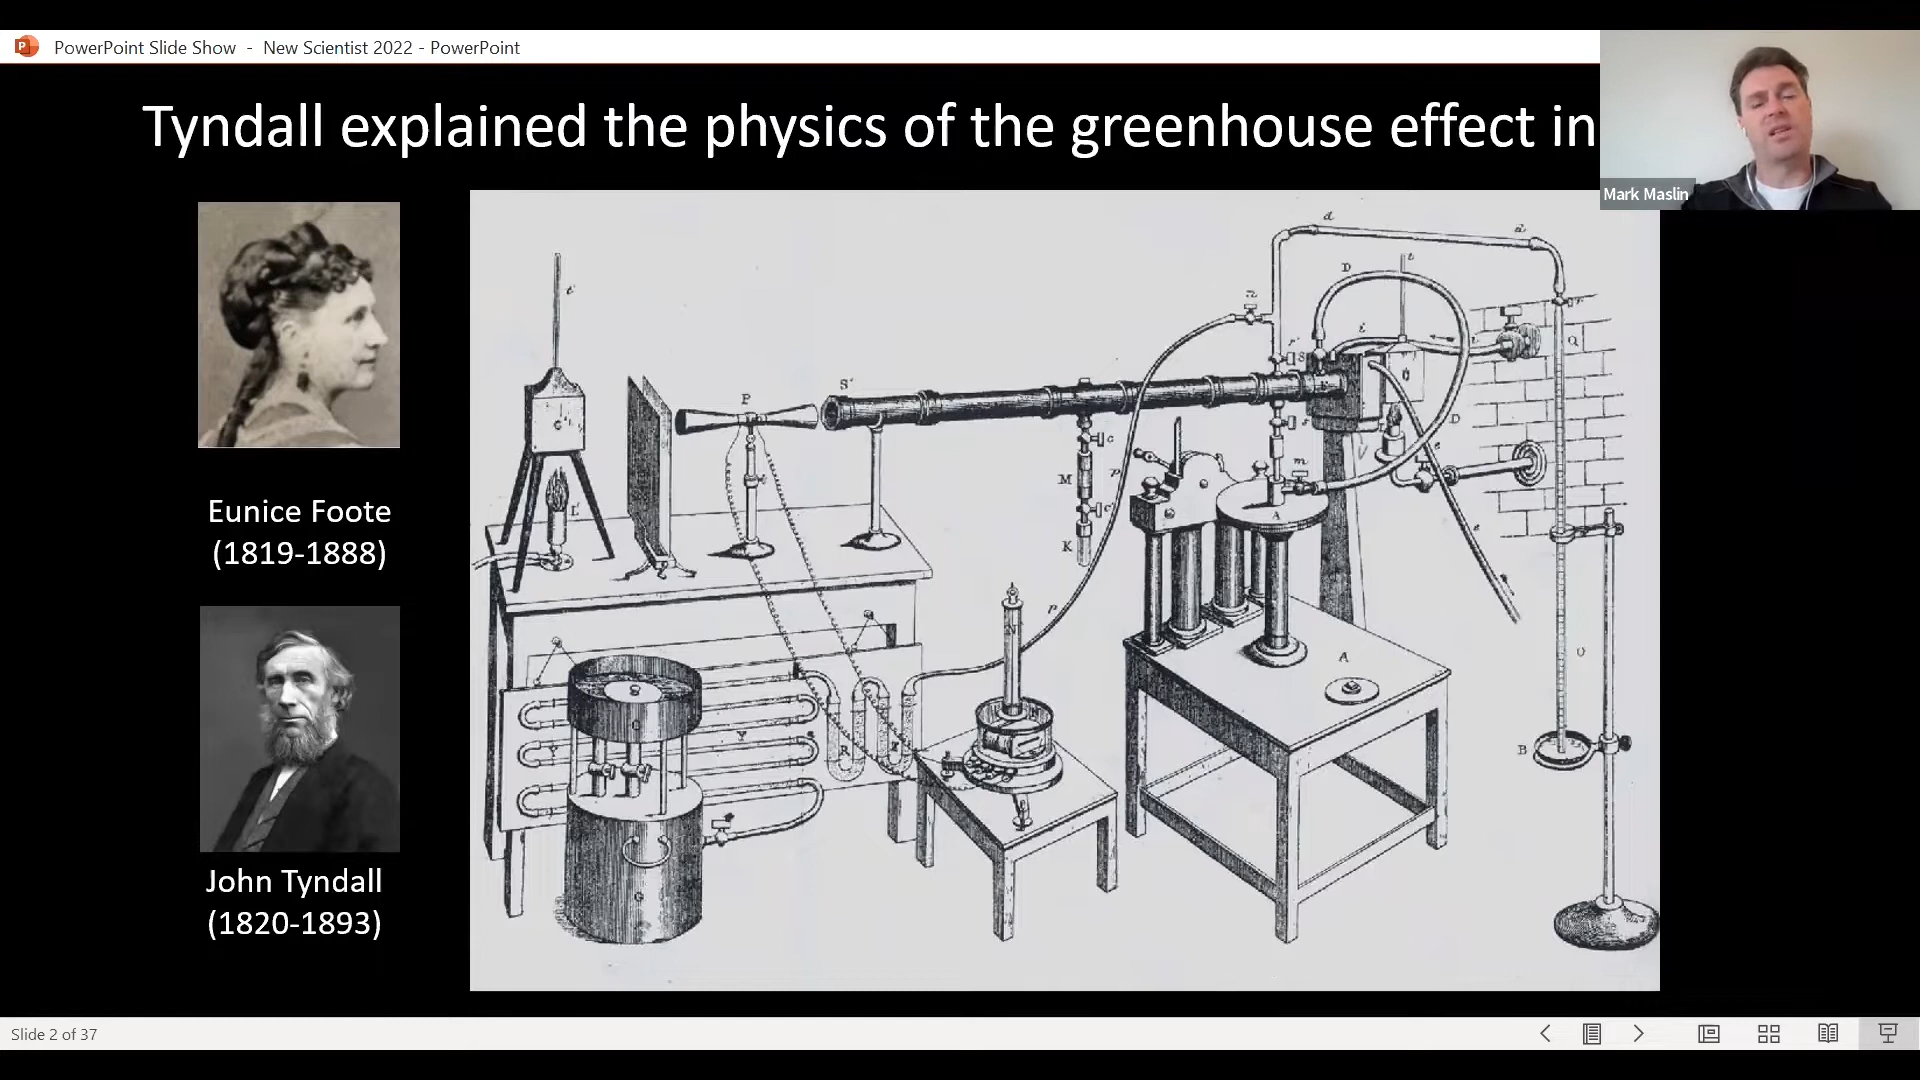 P PowerPoint Slide Show - New Scientist 2022 - PowerPoint
Tyndall explained the physics of the greenhouse effect in
Mark Maslin
Eunice Foote
(1819-1888)
John Tyndall
(1820-1893)
d
D
t
t'
n
Q
P
S'
S
C
L'
c
M
p
m
K
A
e
p
N
A
O
Y
R
B
G
Slide 2 of 37